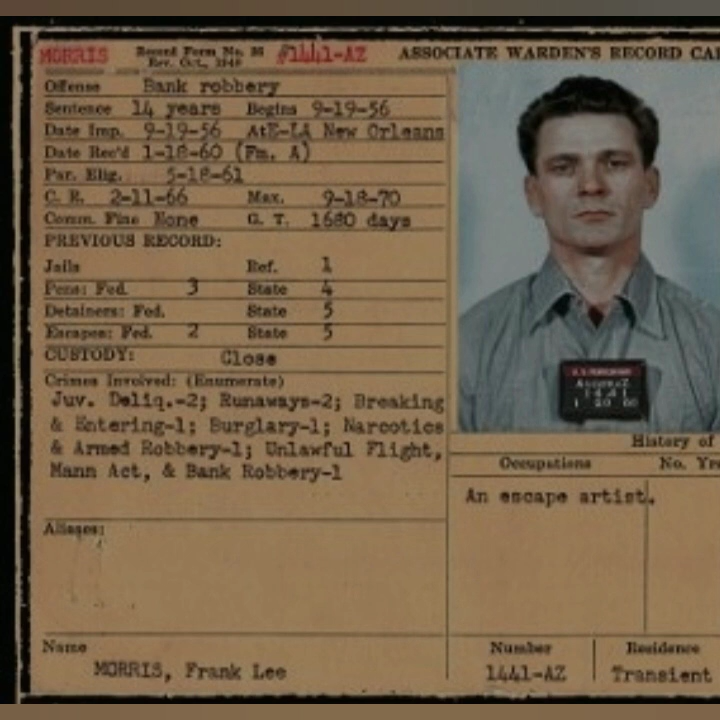 MORRIS Record Form No. 36 #1441-AZ ASSOCIATE WARDEN'S RECORD CA
Rev. Oct., 1949
Offense Bank robbery
Sentence 14 years Begins 9-19-56
Date Imp. 9-19-56 At E-LA New Orleans
Date Rec'd 1-18-60 (Fm. A)
Par. Elig. 5-18-61
C. R. 2-11-66 Max. 9-18-70
Comm. Fine None G. T. 1680 days
PREVIOUS RECORD:
Jails Ref. 1
Pens: Fed. 3 State 4
Detainers: Fed. State 5
Escapes: Fed. 2 State 5
CUSTODY: Close
Crimes Involved: (Enumerate)
Juv. Deliq.-2; Runaways-2; Breaking
& Entering-1; Burglary-1; Narcotics
& Armed Robbery-1; Unlawful Flight,
Mann Act, & Bank Robbery-1
Aliases:
Name
MORRIS, Frank Lee
Alcatraz
1441
History of
Occupations No. Yrs
An escape artist.
Number Residence
1441-AZ Transient